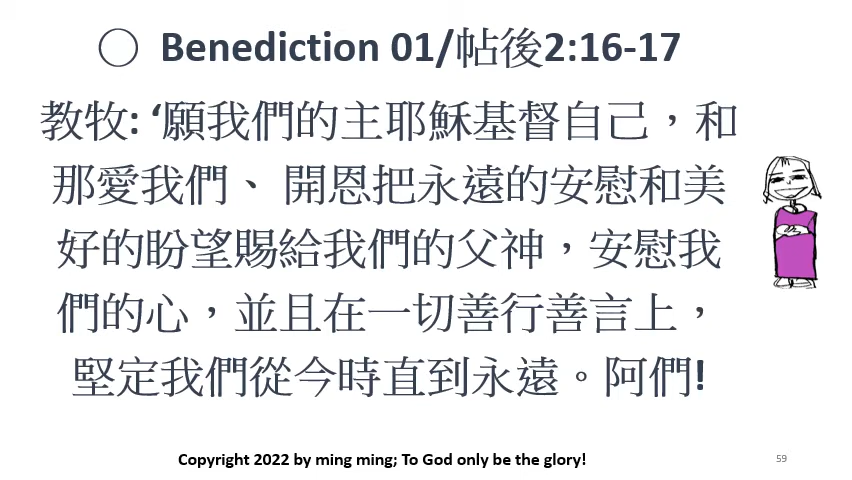 〇 Benediction 01/帖後2:16-17
教牧: ‘願我們的主耶穌基督自己，和
那愛我們、 開恩把永遠的安慰和美
好的盼望賜給我們的父神，安慰我
們的心，並且在一切善行善言上，
堅定我們從今時直到永遠。阿們!
Copyright 2022 by ming ming; To God only be the glory!
59